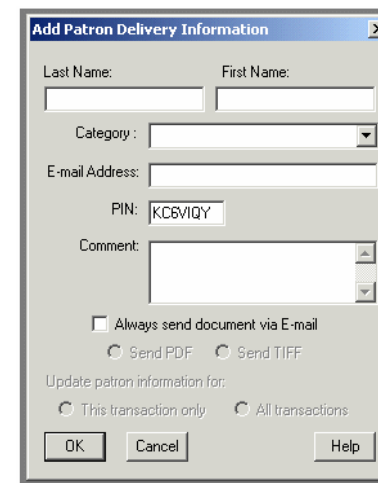 Add Patron Delivery Information
Last Name: First Name:
Category :
E-mail Address:
PIN: KC6VIQY
Comment:
Always send document via E-mail
Send PDF Send TIFF
Update patron information for:
This transaction only All transactions
OK Cancel Help